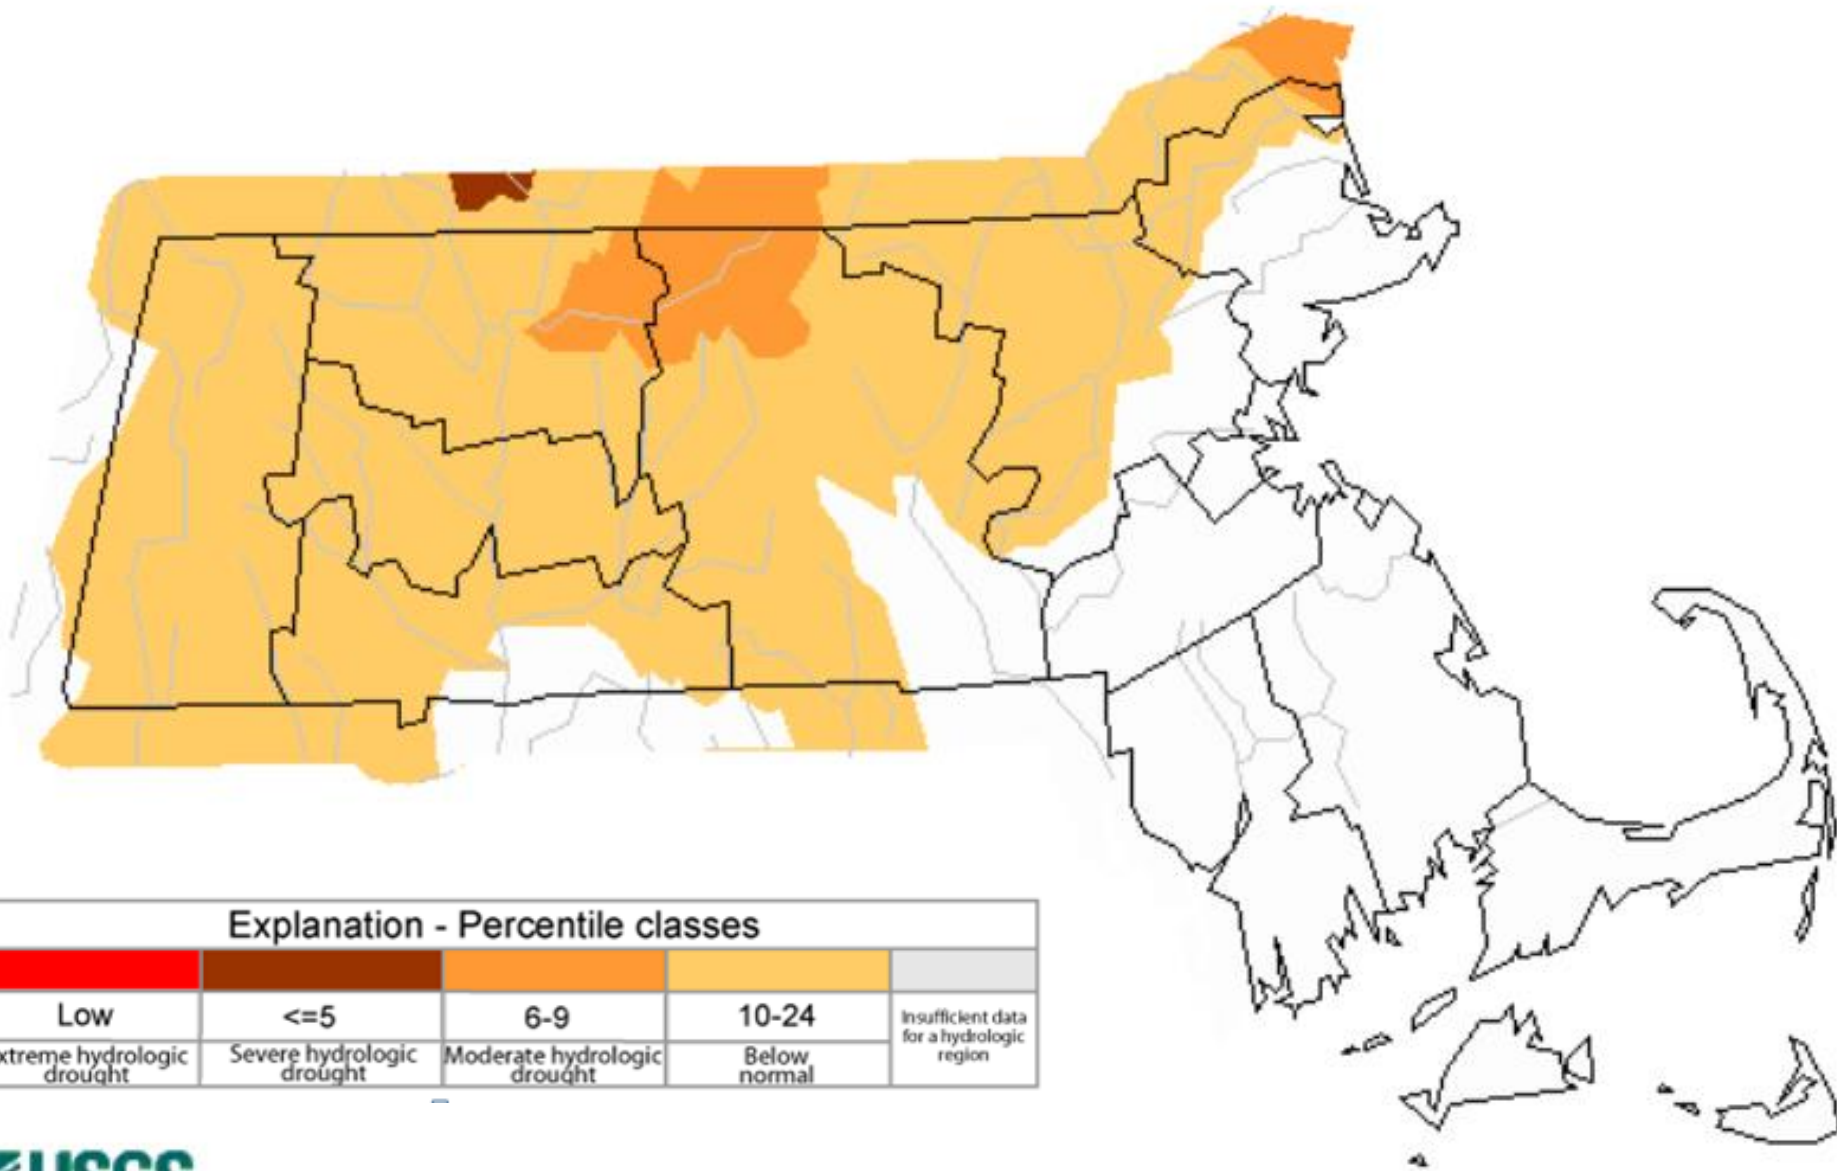 Explanation - Percentile classes
Low <=5 6-9 10-24 Insufficient data
for a hydrologic
region
xtreme hydrologic
drought
Severe hydrologic
drought
Moderate hydrologic
drought
Below
normal
USGS